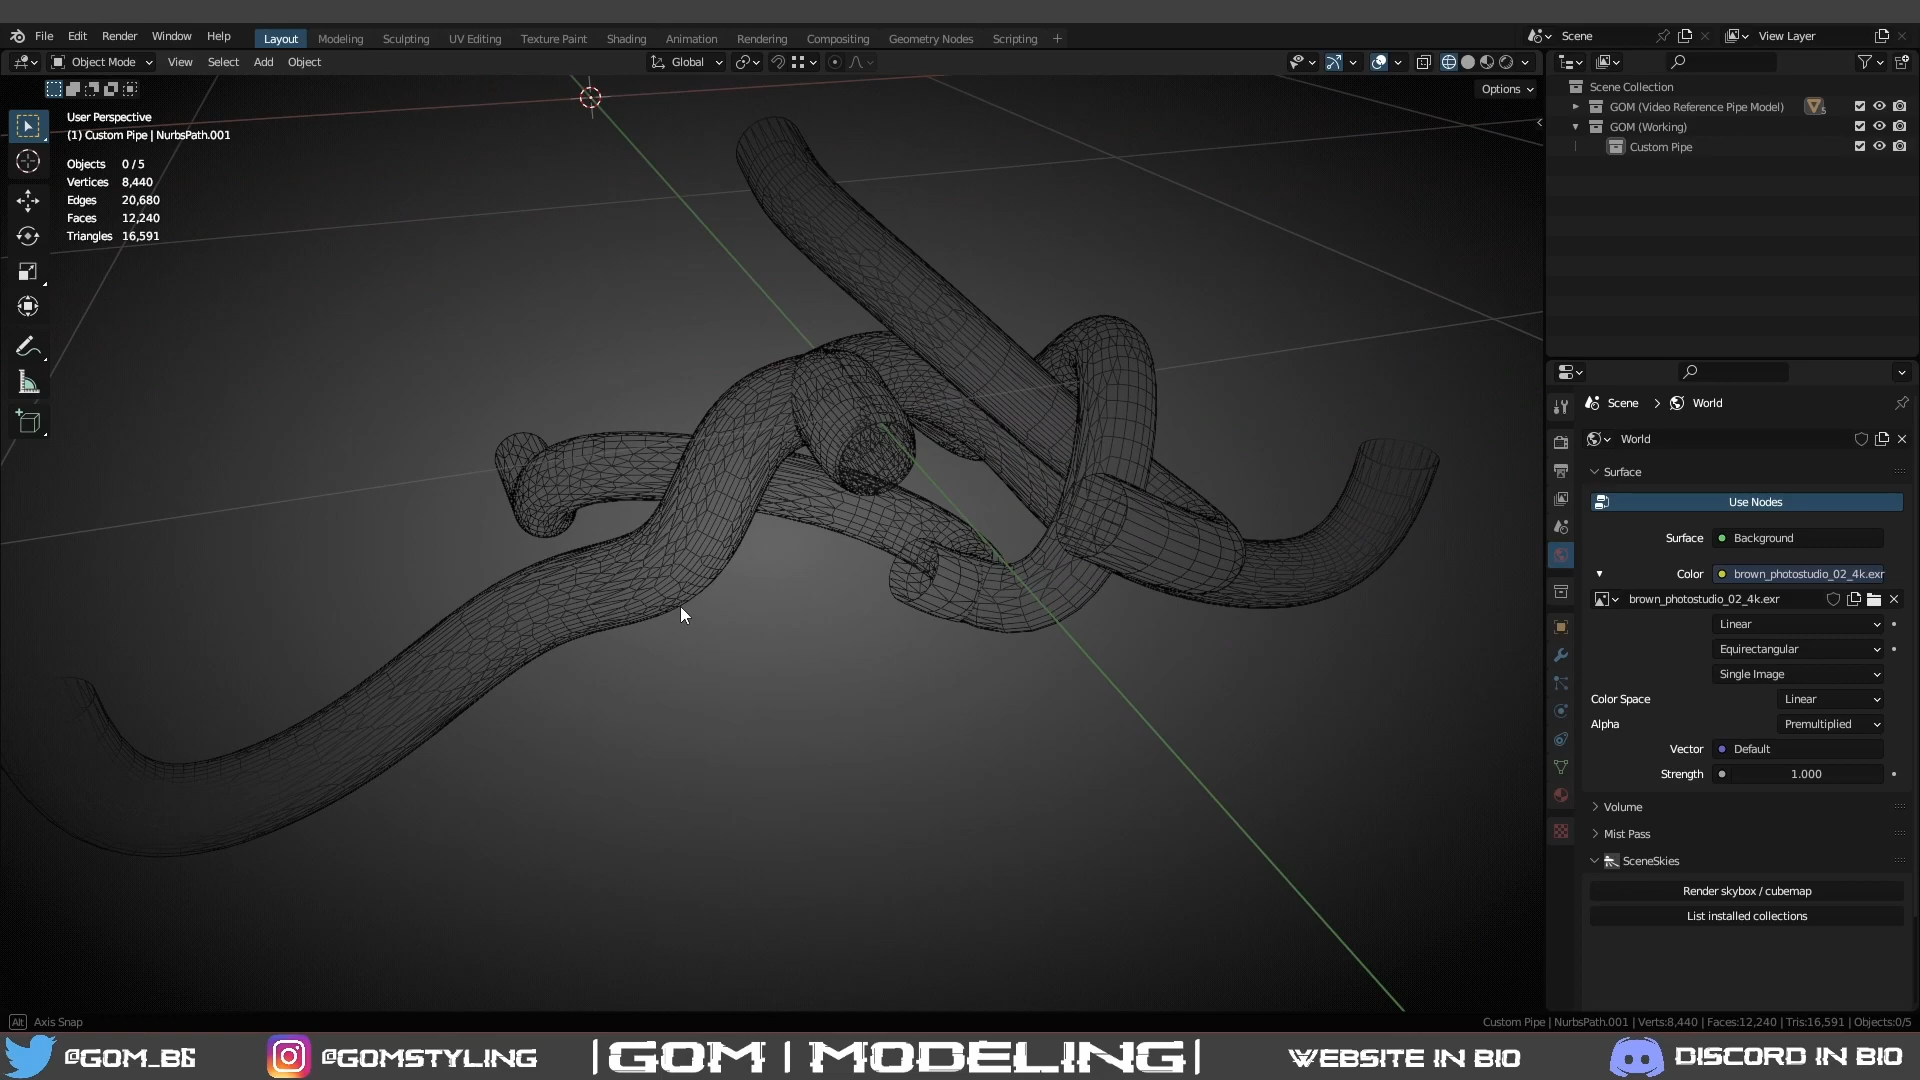 File Edit Render Window Help
Layout Modeling Sculpting UV Editing Texture Paint Shading Animation Rendering Compositing Geometry Nodes Scripting +
Scene
View Layer
Object Mode View Select Add Object
Global
Options
User Perspective
(1) Custom Pipe | NurbsPath.001
Objects 0 / 5
Vertices 8,440
Edges 20,680
Faces 12,240
Triangles 16,591
Scene Collection
GOM (Video Reference Pipe Model) 5
GOM (Working)
Custom Pipe
Scene > World
World
Surface
Use Nodes
Surface Background
Color brown_photostudio_02_4k.exr
brown_photostudio_02_4k.exr
Linear
Equirectangular
Single Image
Color Space Linear
Alpha Premultiplied
Vector Default
Strength 1.000
Volume
Mist Pass
SceneSkies
Render skybox / cubemap
List installed collections
Alt Axis Snap
Custom Pipe | NurbsPath.001 | Verts:8,440 | Faces:12,240 | Tris:16,591 | Objects:0/5
@GOM_B6 @GOMSTYLING |GOM | MODELING| WEBSITE IN BIO DISCORD IN BIO